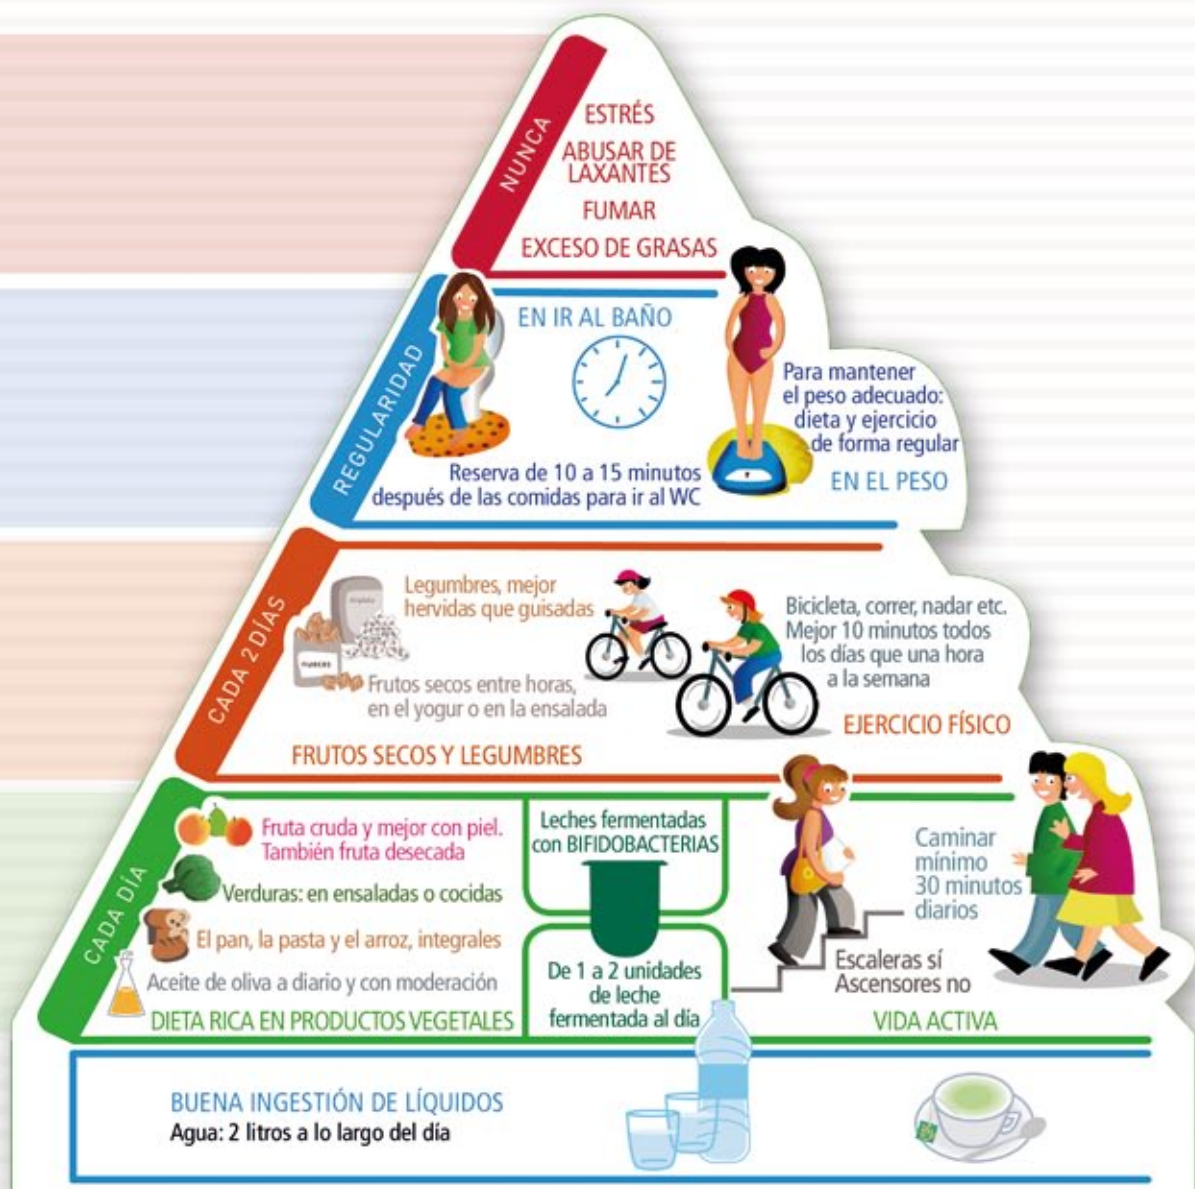 NUNCA
ESTRÉS
ABUSAR DE
LAXANTES
FUMAR
EXCESO DE GRASAS
REGULARIDAD
EN IR AL BAÑO
Reserva de 10 a 15 minutos
después de las comidas para ir al WC
Para mantener
el peso adecuado:
dieta y ejercicio
de forma regular
EN EL PESO
CADA 2 DÍAS
Legumbres, mejor
hervidas que guisadas
nueces
Frutos secos entre horas,
en el yogur o en la ensalada
FRUTOS SECOS Y LEGUMBRES
Bicicleta, correr, nadar etc.
Mejor 10 minutos todos
los días que una hora
a la semana
EJERCICIO FÍSICO
CADA DÍA
Fruta cruda y mejor con piel.
También fruta desecada
Verduras: en ensaladas o cocidas
El pan, la pasta y el arroz, integrales
Aceite de oliva a diario y con moderación
DIETA RICA EN PRODUCTOS VEGETALES
Leches fermentadas
con BIFIDOBACTERIAS
De 1 a 2 unidades
de leche
fermentada al día
Caminar
mínimo
30 minutos
diarios
Escaleras sí
Ascensores no
VIDA ACTIVA
BUENA INGESTIÓN DE LÍQUIDOS
Agua: 2 litros a lo largo del día